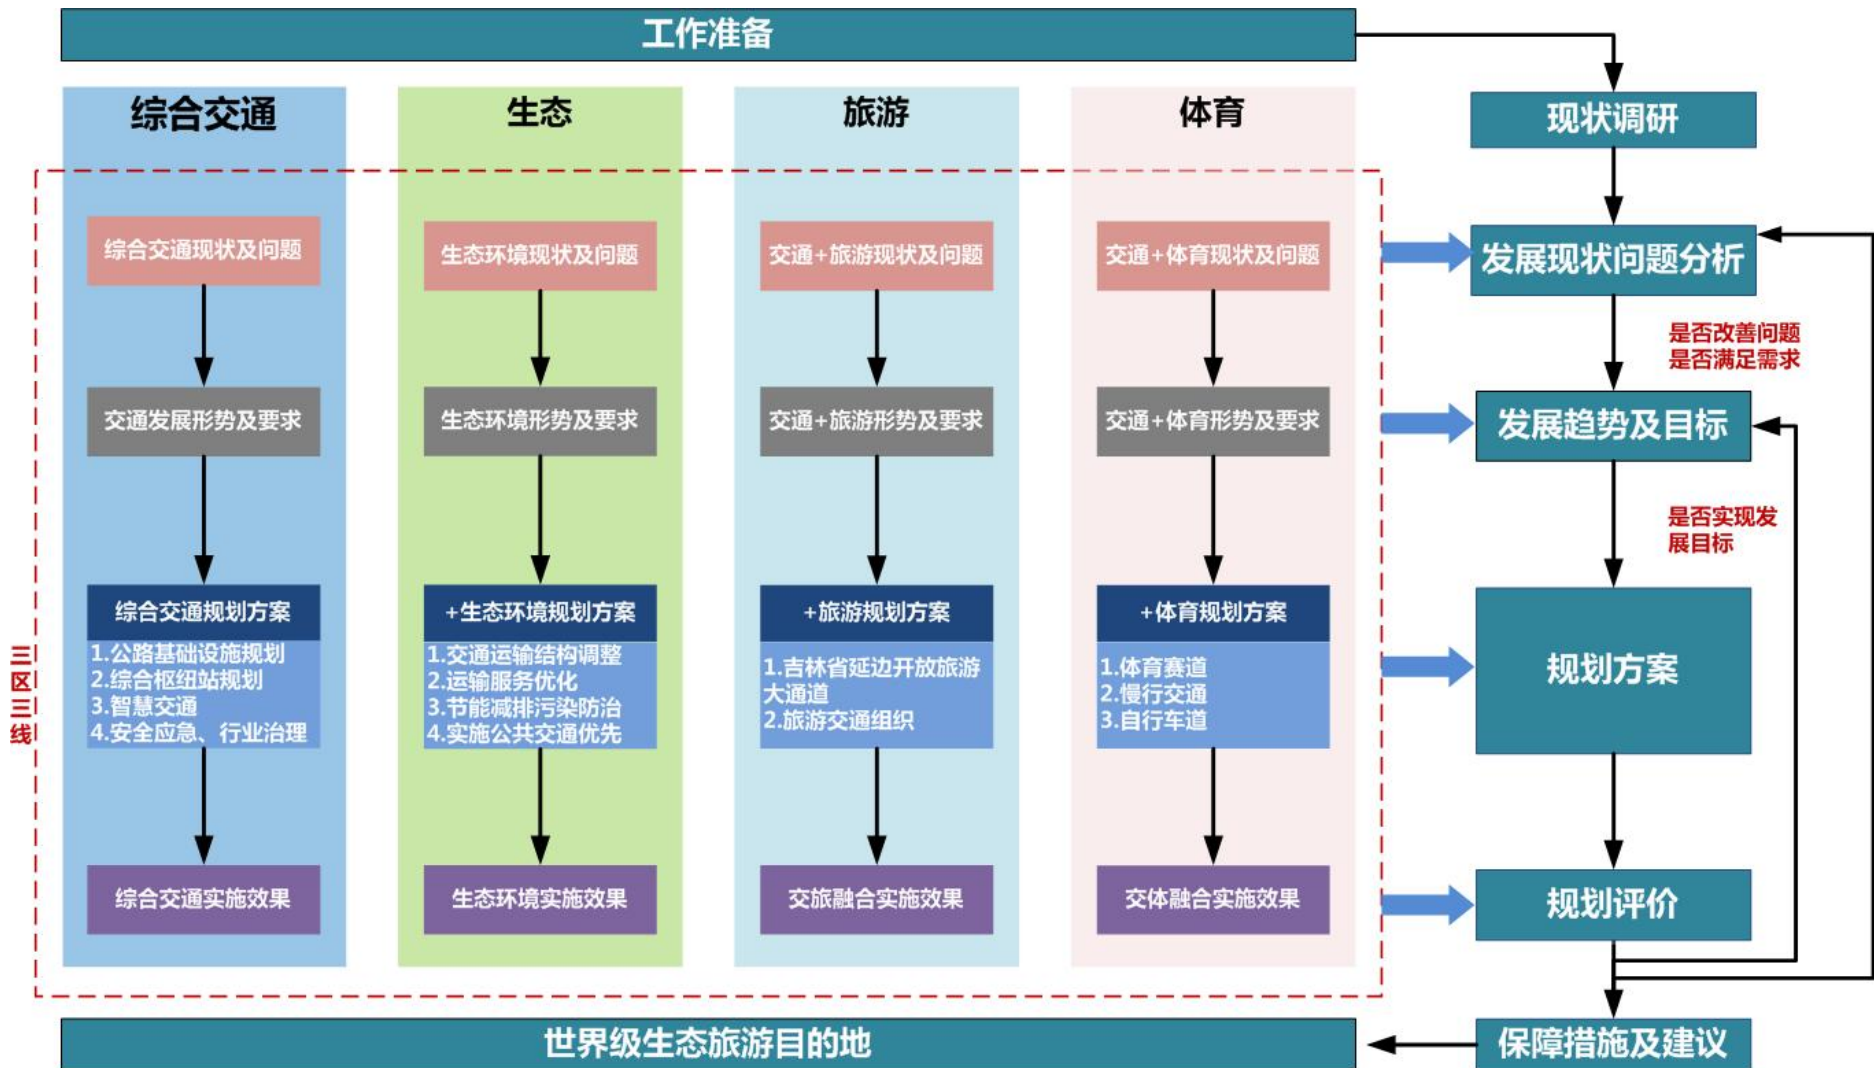 工作准备
综合交通
生态
旅游
体育
现状调研
综合交通现状及问题
生态环境现状及问题
交通+旅游现状及问题
交通+体育现状及问题
发展现状问题分析
是否改善问题
是否满足需求
交通发展形势及要求
生态环境形势及要求
交通+旅游形势及要求
交通+体育形势及要求
发展趋势及目标
是否实现发
展目标
综合交通规划方案
1.公路基础设施规划
2.综合枢纽站规划
3.智慧交通
4.安全应急、行业治理
+生态环境规划方案
1.交通运输结构调整
2.运输服务优化
3.节能减排污染防治
4.实施公共交通优先
+旅游规划方案
1.吉林省延边开放旅游
大通道
2.旅游交通组织
+体育规划方案
1.体育赛道
2.慢行交通
3.自行车道
规划方案
三
区
三
线
综合交通实施效果
生态环境实施效果
交旅融合实施效果
交体融合实施效果
规划评价
世界级生态旅游目的地
保障措施及建议